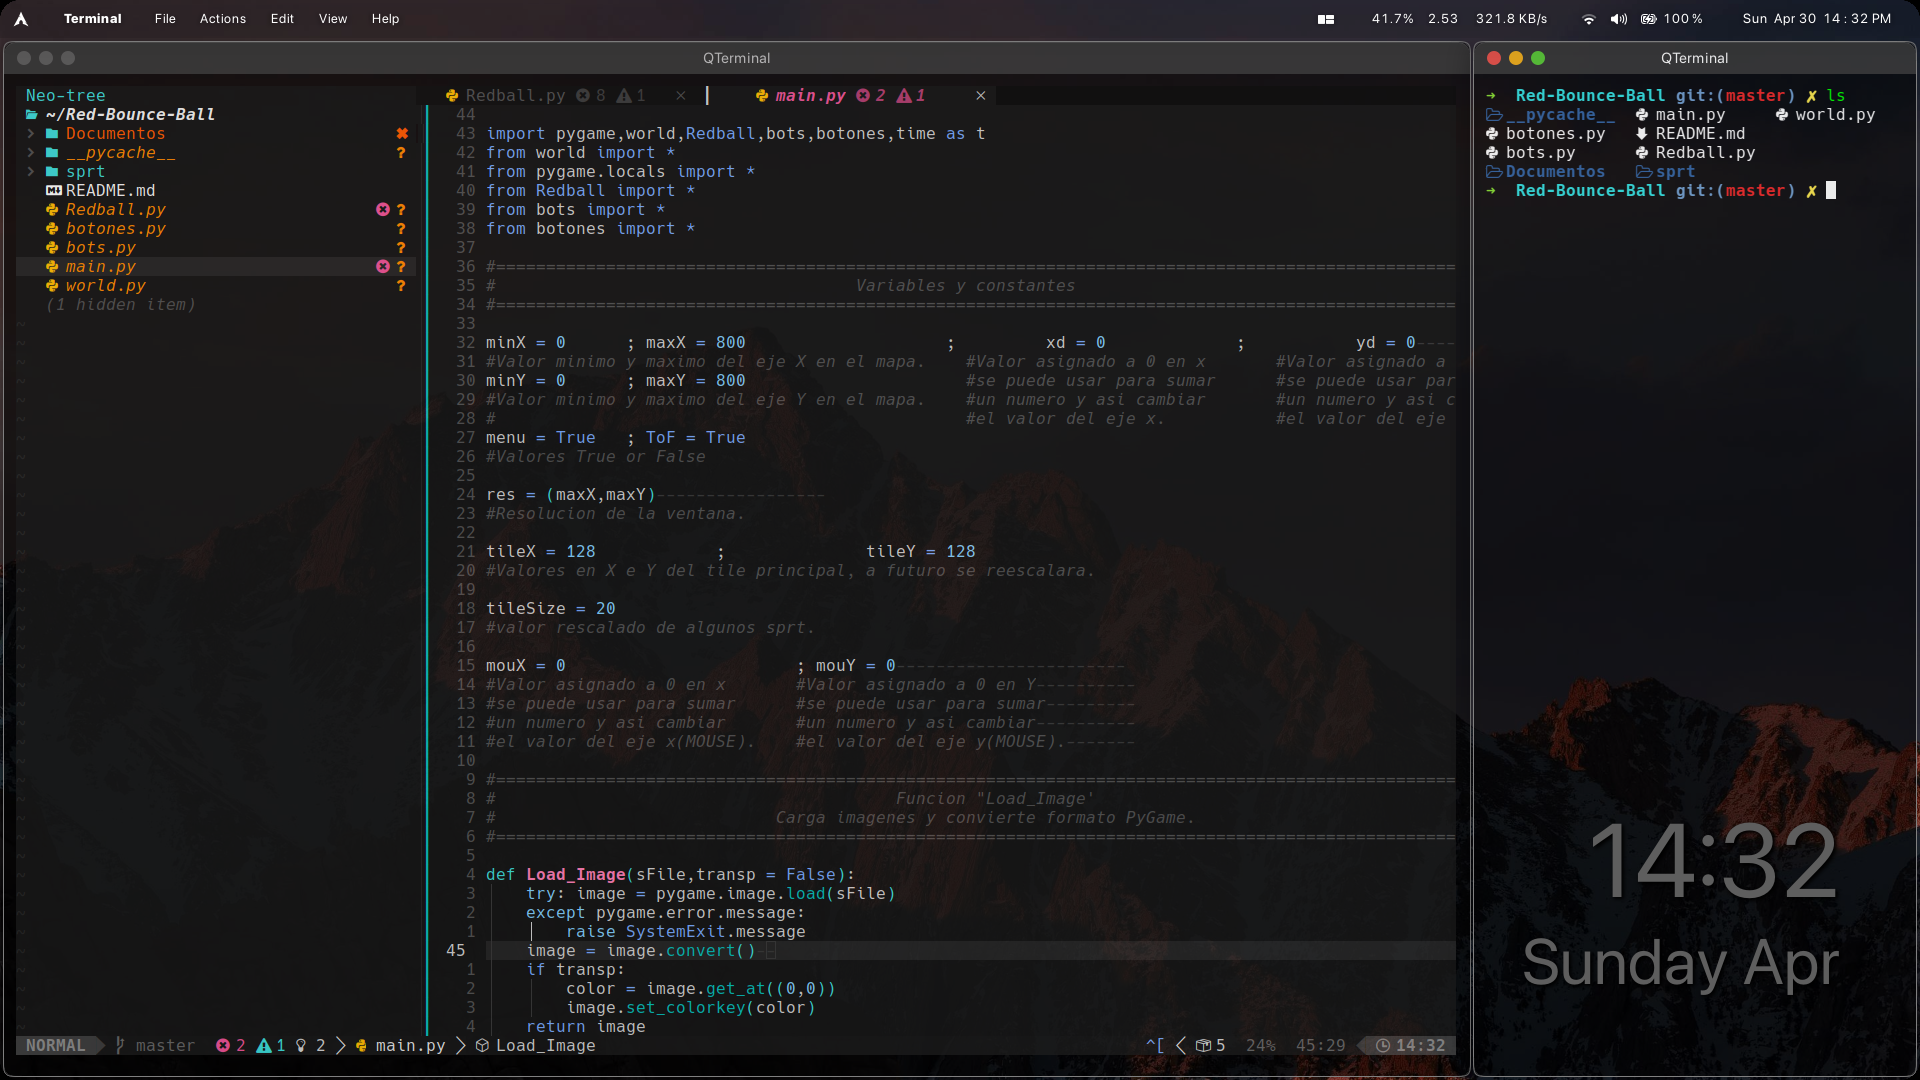 Terminal File Actions Edit View Help 41.7% 2.53 321.8 KB/s 100% Sun Apr 30 14:32 PM
QTerminal
Neo-tree
~/Red-Bounce-Ball
Documentos
__pycache__ ?
sprt
README.md
Redball.py ?
botones.py ?
bots.py ?
main.py ?
world.py ?
(1 hidden item)
Redball.py 8 1 × main.py 2 1 ×
44
43 import pygame,world,Redball,bots,botones,time as t
42 from world import *
41 from pygame.locals import *
40 from Redball import *
39 from bots import *
38 from botones import *
37
36 #================================================================================================
35 # Variables y constantes
34 #================================================================================================
33
32 minX = 0 ; maxX = 800 ; xd = 0 ; yd = 0----
31 #Valor minimo y maximo del eje X en el mapa. #Valor asignado a 0 en x #Valor asignado a
30 minY = 0 ; maxY = 800 #se puede usar para sumar #se puede usar par
29 #Valor minimo y maximo del eje Y en el mapa. #un numero y asi cambiar #un numero y asi c
28 # #el valor del eje x. #el valor del eje
27 menu = True ; ToF = True
26 #Valores True or False
25
24 res = (maxX,maxY)-----------------
23 #Resolucion de la ventana.
22
21 tileX = 128 ; tileY = 128
20 #Valores en X e Y del tile principal, a futuro se reescalara.
19
18 tileSize = 20
17 #valor rescalado de algunos sprt.
16
15 mouX = 0 ; mouY = 0-----------------------
14 #Valor asignado a 0 en x #Valor asignado a 0 en Y----------
13 #se puede usar para sumar #se puede usar para sumar---------
12 #un numero y asi cambiar #un numero y asi cambiar----------
11 #el valor del eje x(MOUSE). #el valor del eje y(MOUSE).-------
10
9 #================================================================================================
8 # Funcion "Load_Image'
7 # Carga imagenes y convierte formato PyGame.
6 #================================================================================================
5
4 def Load_Image(sFile,transp = False):
3 try: image = pygame.image.load(sFile)
2 except pygame.error.message:
1 raise SystemExit.message
45 image = image.convert()--
1 if transp:
2 color = image.get_at((0,0))
3 image.set_colorkey(color)
4 return image
NORMAL master 2 1 2 main.py Load_Image ^[ 5 24% 45:29 14:32
QTerminal
➜ Red-Bounce-Ball git:(master) ✗ ls
__pycache__ main.py world.py
botones.py README.md
bots.py Redball.py
Documentos sprt
➜ Red-Bounce-Ball git:(master) ✗
14:32
Sunday Apr